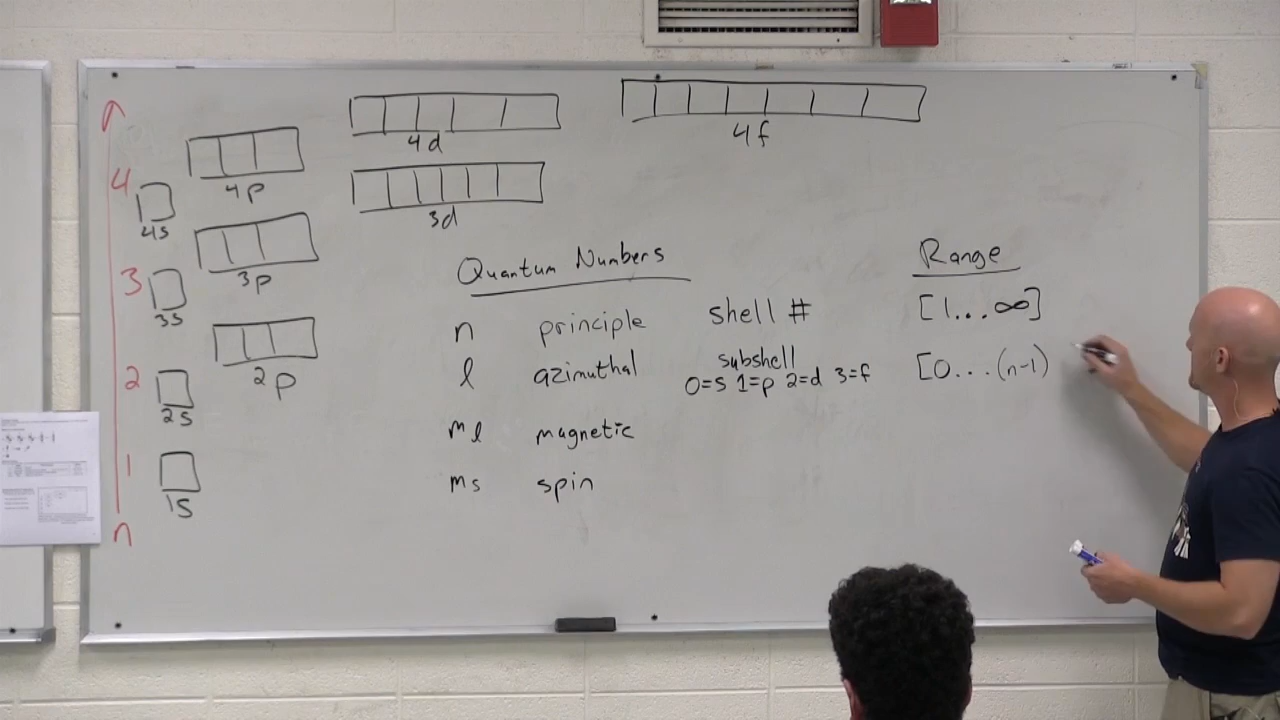 4d
4f
4p
4
4s
3d
3p
3
3s
2p
2
2s
1
1s
n
Quantum Numbers
Range
n principle shell # [1...∞]
l azimuthal subshell [0...(n-1)
0=s 1=p 2=d 3=f
ml magnetic
ms spin